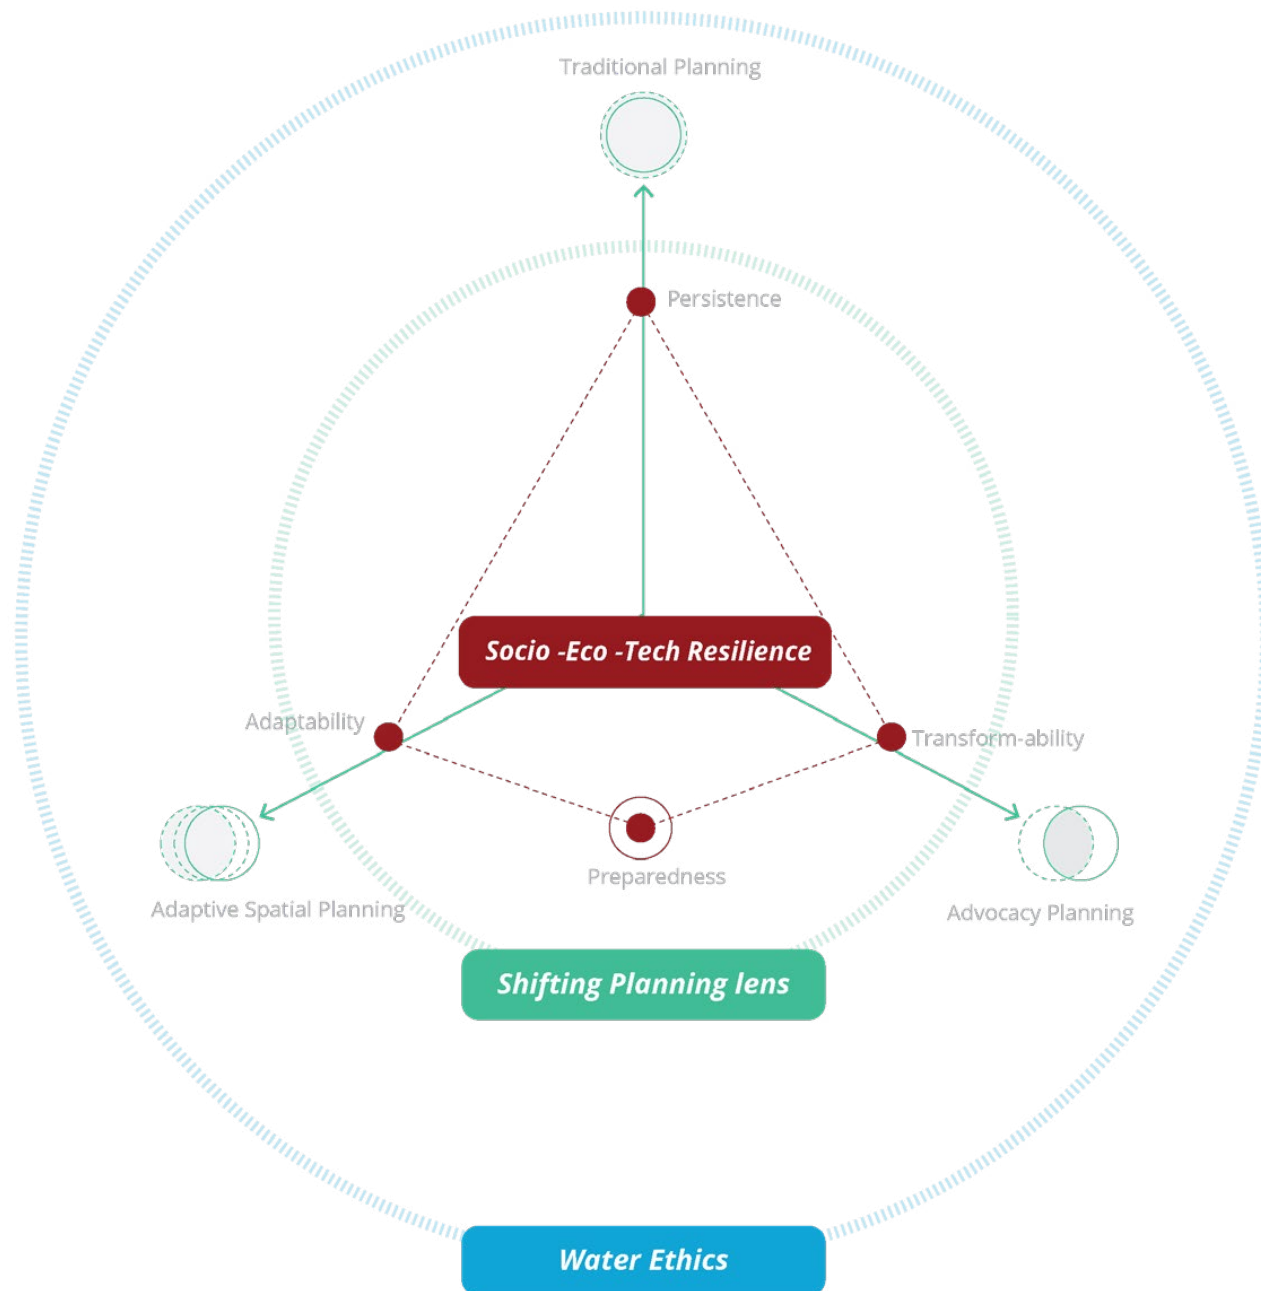 Traditional Planning
Persistence
Socio -Eco -Tech Resilience
Adaptability
Transform-ability
Preparedness
Adaptive Spatial Planning
Advocacy Planning
Shifting Planning lens
Water Ethics